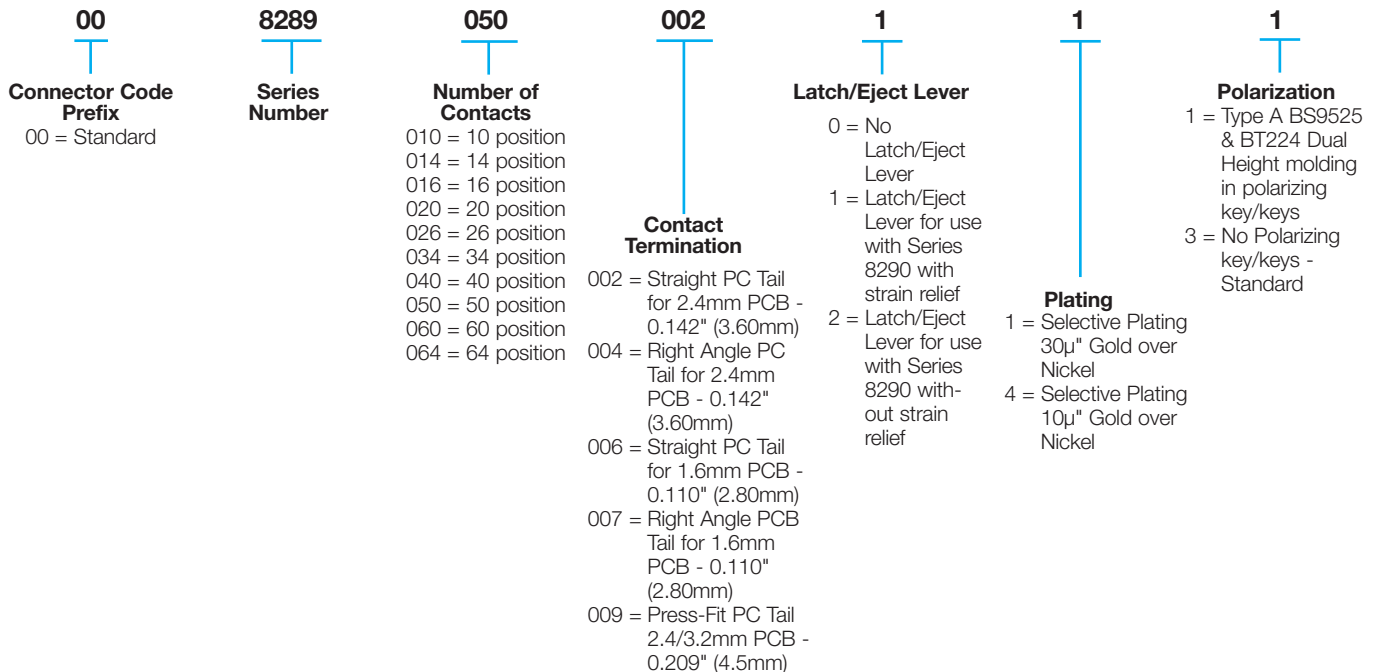 00
8289
050
002
1
1
1
Connector Code
Prefix
00 = Standard
Series
Number
Number of
Contacts
010 = 10 position
014 = 14 position
016 = 16 position
020 = 20 position
026 = 26 position
034 = 34 position
040 = 40 position
050 = 50 position
060 = 60 position
064 = 64 position
Contact
Termination
002 = Straight PC Tail
for 2.4mm PCB -
0.142" (3.60mm)
004 = Right Angle PC
Tail for 2.4mm
PCB - 0.142"
(3.60mm)
006 = Straight PC Tail
for 1.6mm PCB -
0.110" (2.80mm)
007 = Right Angle PCB
Tail for 1.6mm
PCB - 0.110"
(2.80mm)
009 = Press-Fit PC Tail
2.4/3.2mm PCB -
0.209" (4.5mm)
Latch/Eject Lever
0 = No
Latch/Eject
Lever
1 = Latch/Eject
Lever for use
with Series
8290 with
strain relief
2 = Latch/Eject
Lever for use
with Series
8290 with-
out strain
relief
Plating
1 = Selective Plating
30µ" Gold over
Nickel
4 = Selective Plating
10µ" Gold over
Nickel
Polarization
1 = Type A BS9525
& BT224 Dual
Height molding
in polarizing
key/keys
3 = No Polarizing
key/keys -
Standard